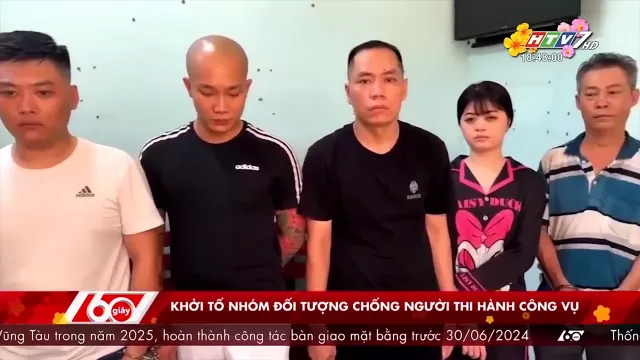 HTV7 HD
18:48:00
adidas
adidas
DAISY DUCK
60 giây
KHỞI TỐ NHÓM ĐỐI TƯỢNG CHỐNG NGƯỜI THI HÀNH CÔNG VỤ
Vũng Tàu trong năm 2025, hoàn thành công tác bàn giao mặt bằng trước 30/06/2024
60
Thốn